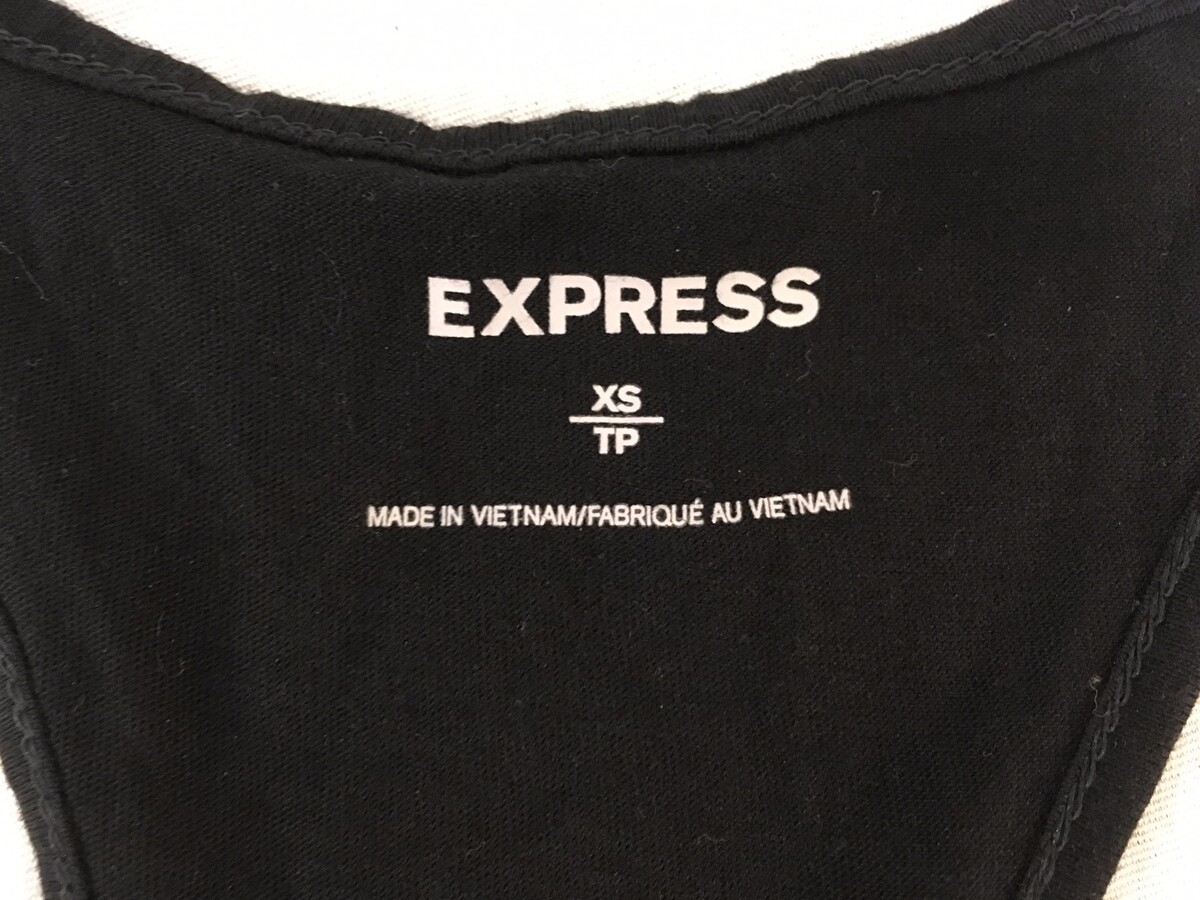 EXPRESS
XS
TP
MADE IN VIETNAM/FABRIQUÉ AU VIETNAM